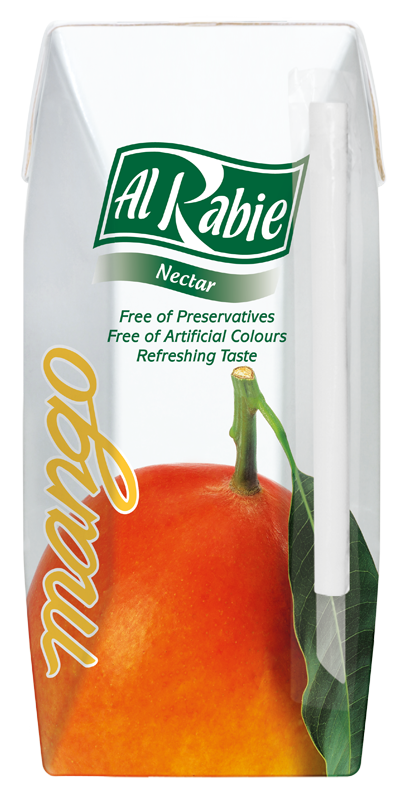 Al Rabie
Nectar
Free of Preservatives
Free of Artificial Colours
Refreshing Taste
mango